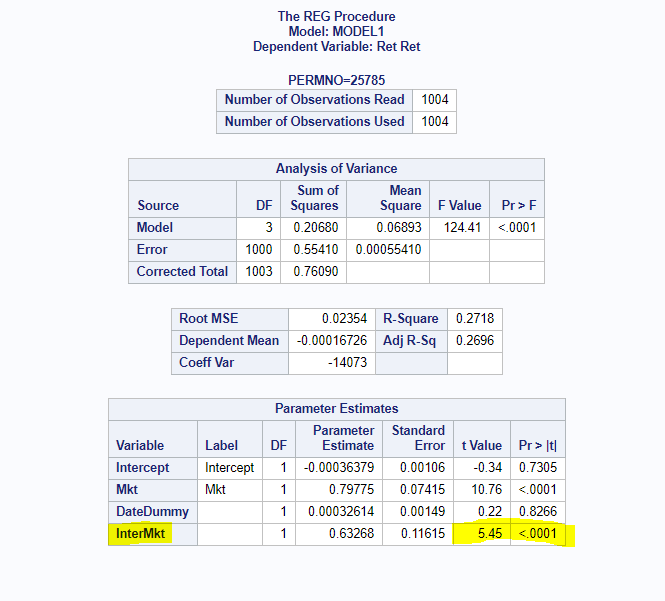 The REG Procedure
Model: MODEL1
Dependent Variable: Ret Ret
PERMNO=25785
Number of Observations Read 1004
Number of Observations Used 1004
Analysis of Variance
Source DF Sum of Squares Mean Square F Value Pr > F
Model 3 0.20680 0.06893 124.41 <.0001
Error 1000 0.55410 0.00055410
Corrected Total 1003 0.76090
Root MSE 0.02354 R-Square 0.2718
Dependent Mean -0.00016726 Adj R-Sq 0.2696
Coeff Var -14073
Parameter Estimates
Variable Label DF Parameter Estimate Standard Error t Value Pr > |t|
Intercept Intercept 1 -0.00036379 0.00106 -0.34 0.7305
Mkt Mkt 1 0.79775 0.07415 10.76 <.0001
DateDummy 1 0.00032614 0.00149 0.22 0.8266
InterMkt 1 0.63268 0.11615 5.45 <.0001